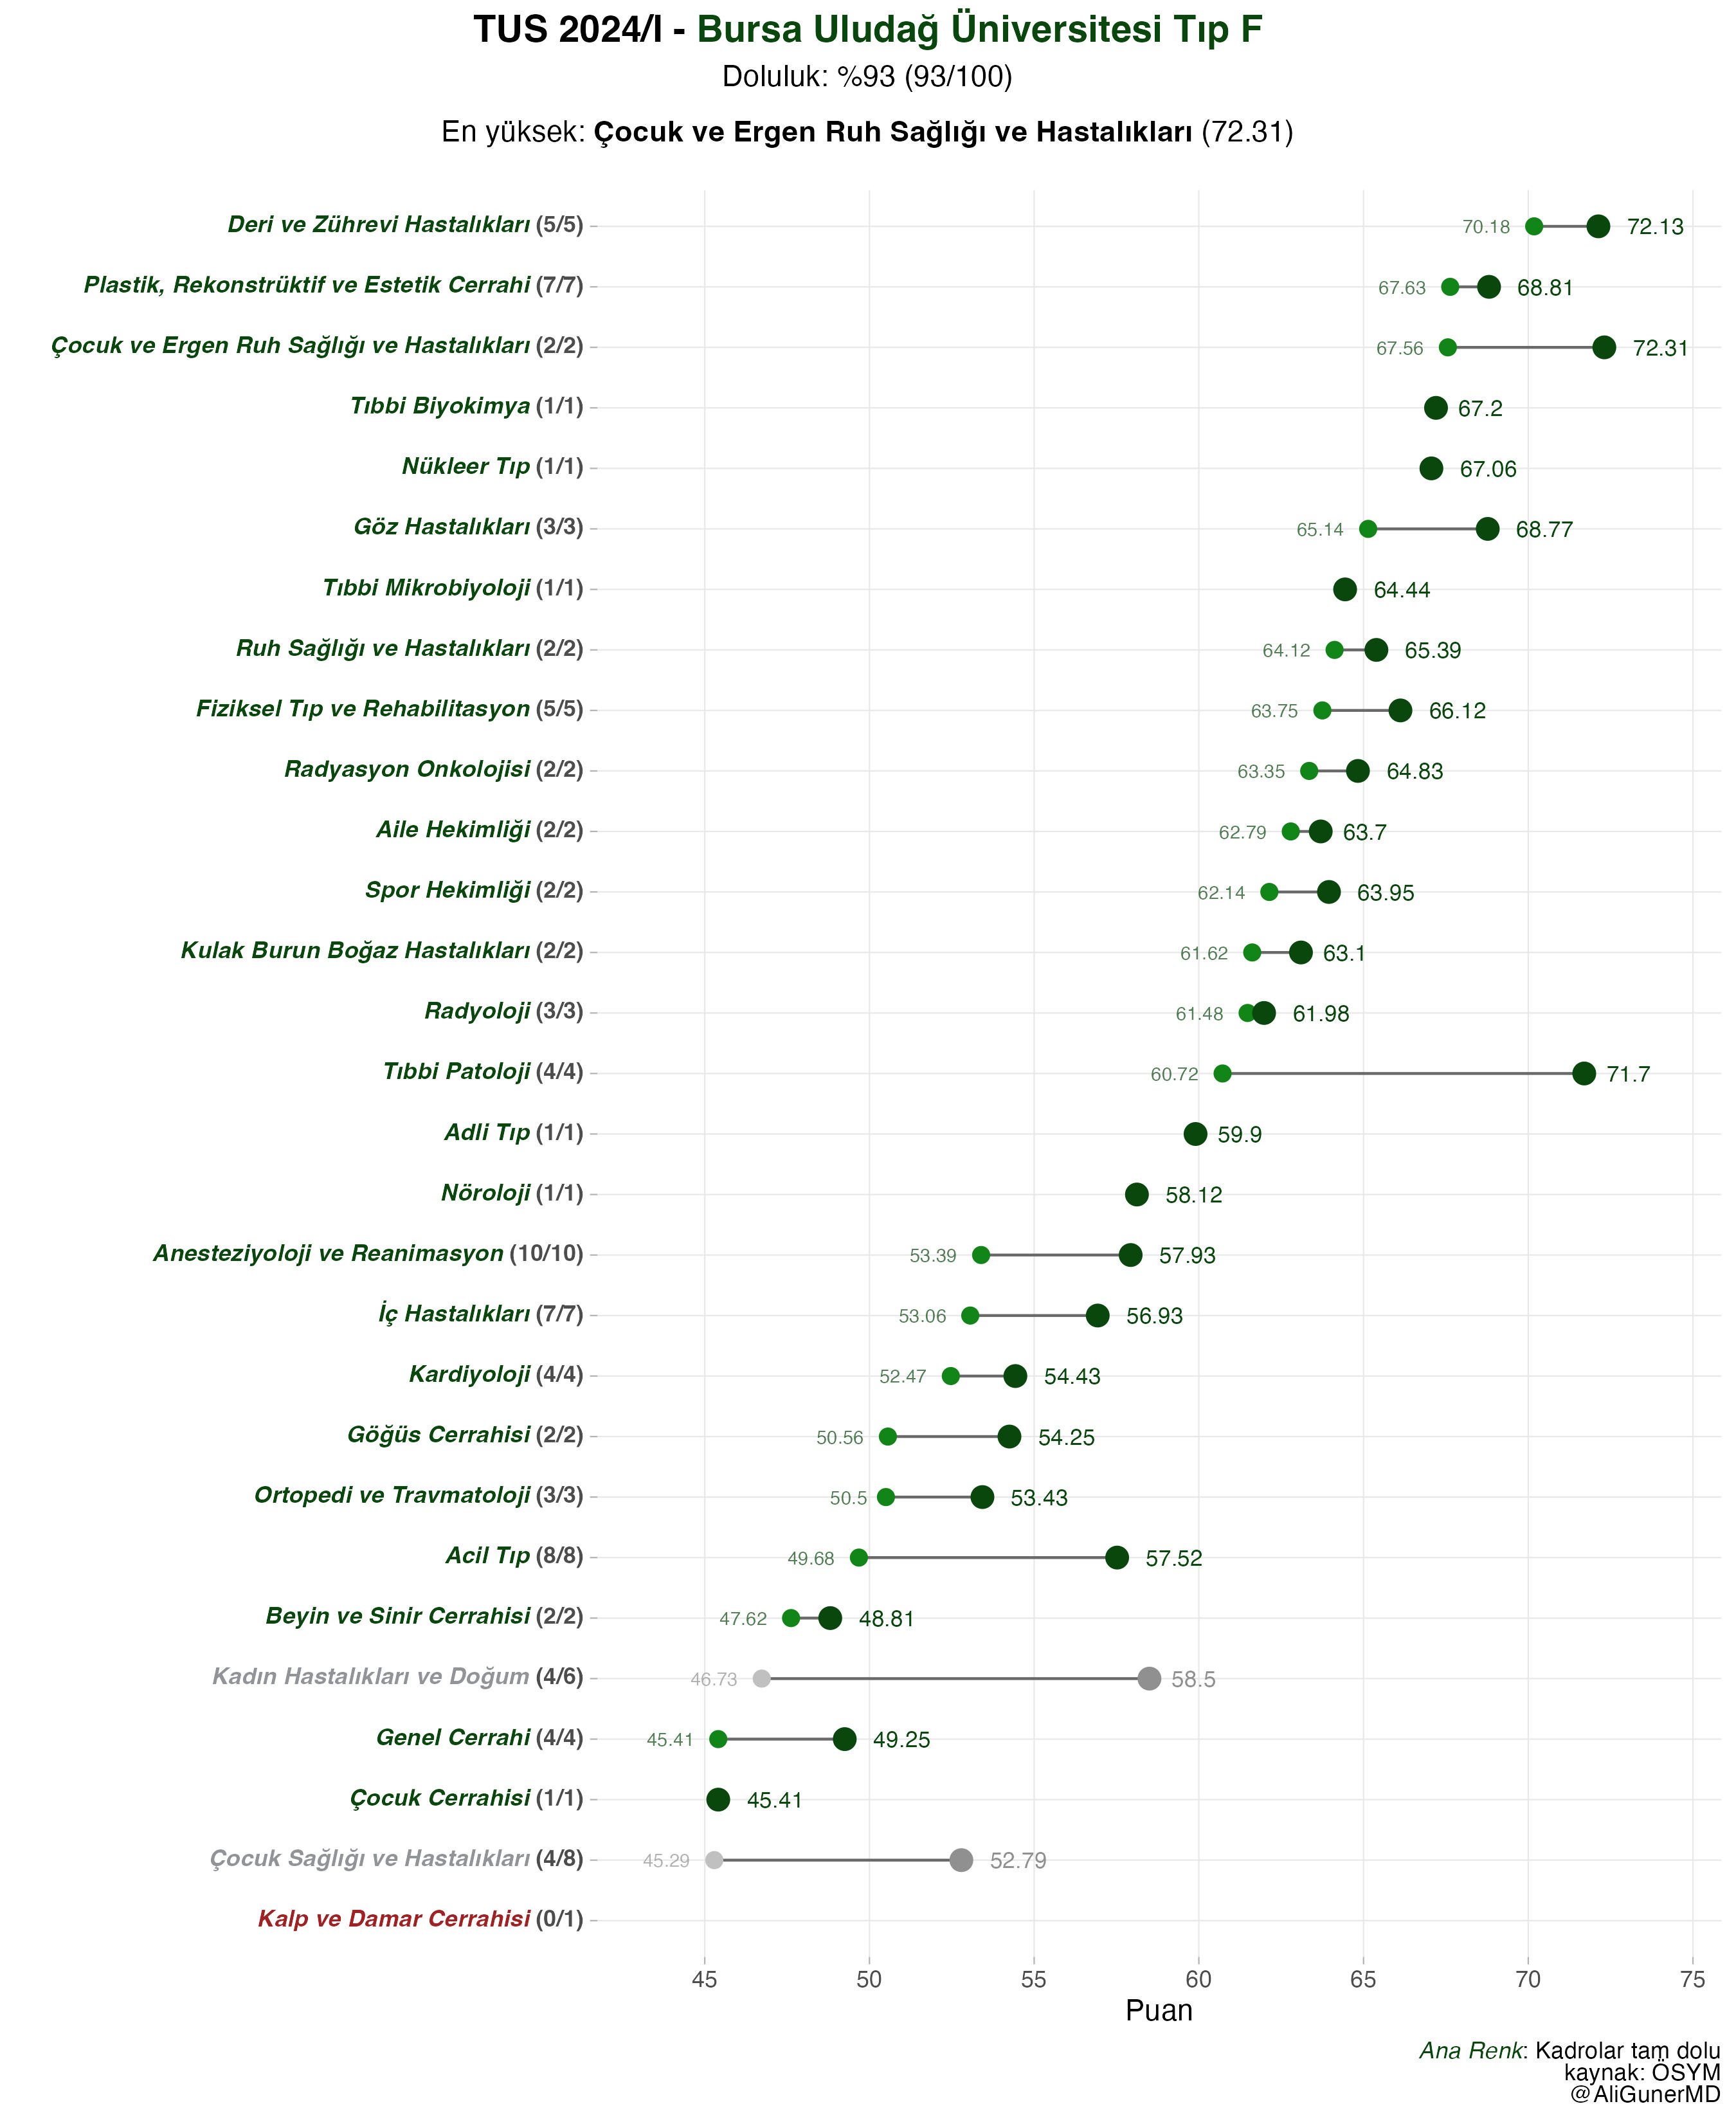 TUS 2024/I - Bursa Uludağ Üniversitesi Tıp F
Doluluk: %93 (93/100)
En yüksek: Çocuk ve Ergen Ruh Sağlığı ve Hastalıkları (72.31)
Deri ve Zührevi Hastalıkları (5/5) 70.18 72.13
Plastik, Rekonstrüktif ve Estetik Cerrahi (7/7) 67.63 68.81
Çocuk ve Ergen Ruh Sağlığı ve Hastalıkları (2/2) 67.56 72.31
Tıbbi Biyokimya (1/1) 67.2
Nükleer Tıp (1/1) 67.06
Göz Hastalıkları (3/3) 65.14 68.77
Tıbbi Mikrobiyoloji (1/1) 64.44
Ruh Sağlığı ve Hastalıkları (2/2) 64.12 65.39
Fiziksel Tıp ve Rehabilitasyon (5/5) 63.75 66.12
Radyasyon Onkolojisi (2/2) 63.35 64.83
Aile Hekimliği (2/2) 62.79 63.7
Spor Hekimliği (2/2) 62.14 63.95
Kulak Burun Boğaz Hastalıkları (2/2) 61.62 63.1
Radyoloji (3/3) 61.48 61.98
Tıbbi Patoloji (4/4) 60.72 71.7
Adli Tıp (1/1) 59.9
Nöroloji (1/1) 58.12
Anesteziyoloji ve Reanimasyon (10/10) 53.39 57.93
İç Hastalıkları (7/7) 53.06 56.93
Kardiyoloji (4/4) 52.47 54.43
Göğüs Cerrahisi (2/2) 50.56 54.25
Ortopedi ve Travmatoloji (3/3) 50.5 53.43
Acil Tıp (8/8) 49.68 57.52
Beyin ve Sinir Cerrahisi (2/2) 47.62 48.81
Kadın Hastalıkları ve Doğum (4/6) 46.73 58.5
Genel Cerrahi (4/4) 45.41 49.25
Çocuk Cerrahisi (1/1) 45.41
Çocuk Sağlığı ve Hastalıkları (4/8) 45.29 52.79
Kalp ve Damar Cerrahisi (0/1)
45 50 55 60 65 70 75
Puan
Ana Renk: Kadrolar tam dolu
kaynak: ÖSYM
@AliGunerMD